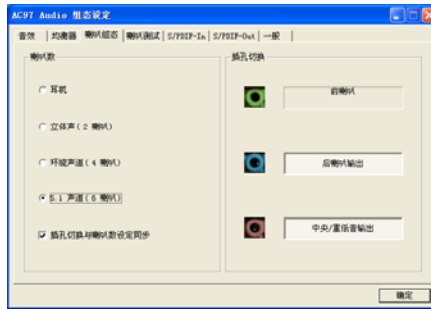 AC97 Audio 组态设定
音效 均衡器 喇叭组态 喇叭测试 S/PDIF-In S/PDIF-Out 一般
喇叭数
耳机
立体声(2 喇叭)
环绕声道(4 喇叭)
5.1 声道(6 喇叭)
插孔切换与喇叭数设定同步
插孔切换
前喇叭
后喇叭输出
中央/重低音输出
确定